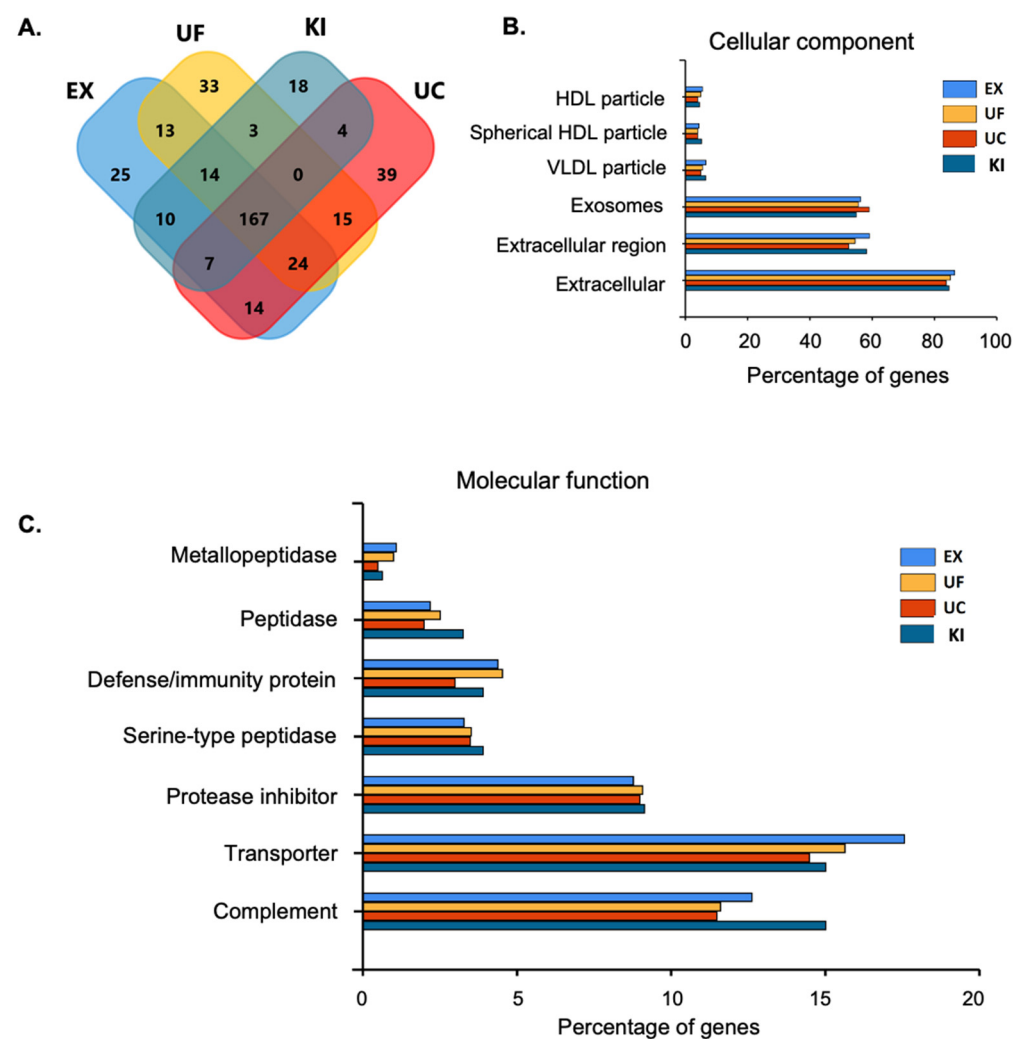 A.
UF
KI
EX
UC
33
18
13
3
4
25
14
0
39
10
167
15
7
24
14
B.
Cellular component
HDL particle
Spherical HDL particle
VLDL particle
Exosomes
Extracellular region
Extracellular
EX
UF
UC
KI
0 20 40 60 80 100
Percentage of genes
C.
Molecular function
Metallopeptidase
Peptidase
Defense/immunity protein
Serine-type peptidase
Protease inhibitor
Transporter
Complement
EX
UF
UC
KI
0 5 10 15 20
Percentage of genes